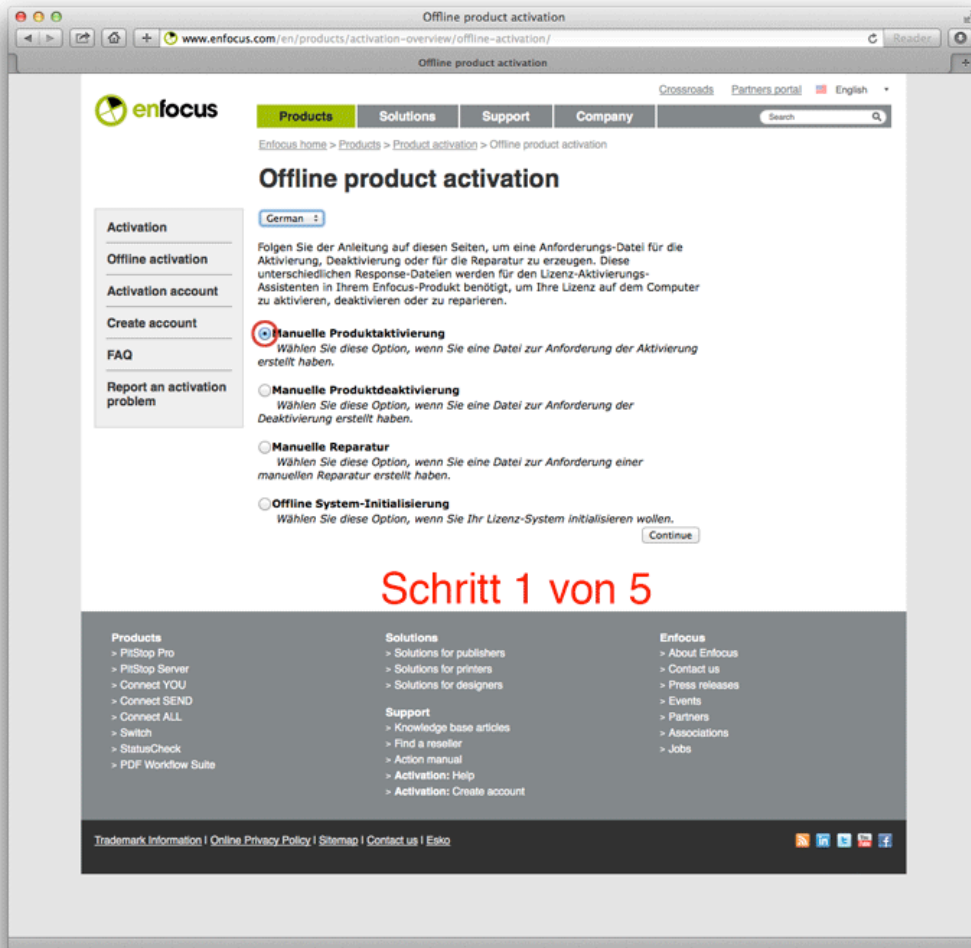 Offline product activation
www.enfocus.com/en/products/activation-overview/offline-activation/
Reader
Offline product activation
Crossroads Partners portal English
enfocus
Products Solutions Support Company Search
Enfocus home > Products > Product activation > Offline product activation
Offline product activation
German
Activation
Offline activation
Activation account
Create account
FAQ
Report an activation
problem
Folgen Sie der Anleitung auf diesen Seiten, um eine Anforderungs-Datei für die
Aktivierung, Deaktivierung oder für die Reparatur zu erzeugen. Diese
unterschiedlichen Response-Dateien werden für den Lizenz-Aktivierungs-
Assistenten in Ihrem Enfocus-Produkt benötigt, um Ihre Lizenz auf dem Computer
zu aktivieren, deaktivieren oder zu reparieren.
Manuelle Produktaktivierung
Wählen Sie diese Option, wenn Sie eine Datei zur Anforderung der Aktivierung
erstellt haben.
Manuelle Produktdeaktivierung
Wählen Sie diese Option, wenn Sie eine Datei zur Anforderung der
Deaktivierung erstellt haben.
Manuelle Reparatur
Wählen Sie diese Option, wenn Sie eine Datei zur Anforderung einer
manuellen Reparatur erstellt haben.
Offline System-Initialisierung
Wählen Sie diese Option, wenn Sie Ihr Lizenz-System initialisieren wollen.
Continue
Schritt 1 von 5
Products
> PitStop Pro
> PitStop Server
> Connect YOU
> Connect SEND
> Connect ALL
> Switch
> StatusCheck
> PDF Workflow Suite
Solutions
> Solutions for publishers
> Solutions for printers
> Solutions for designers
Support
> Knowledge base articles
> Find a reseller
> Action manual
> Activation: Help
> Activation: Create account
Enfocus
> About Enfocus
> Contact us
> Press releases
> Events
> Partners
> Associations
> Jobs
Trademark Information | Online Privacy Policy | Sitemap | Contact us | Esko